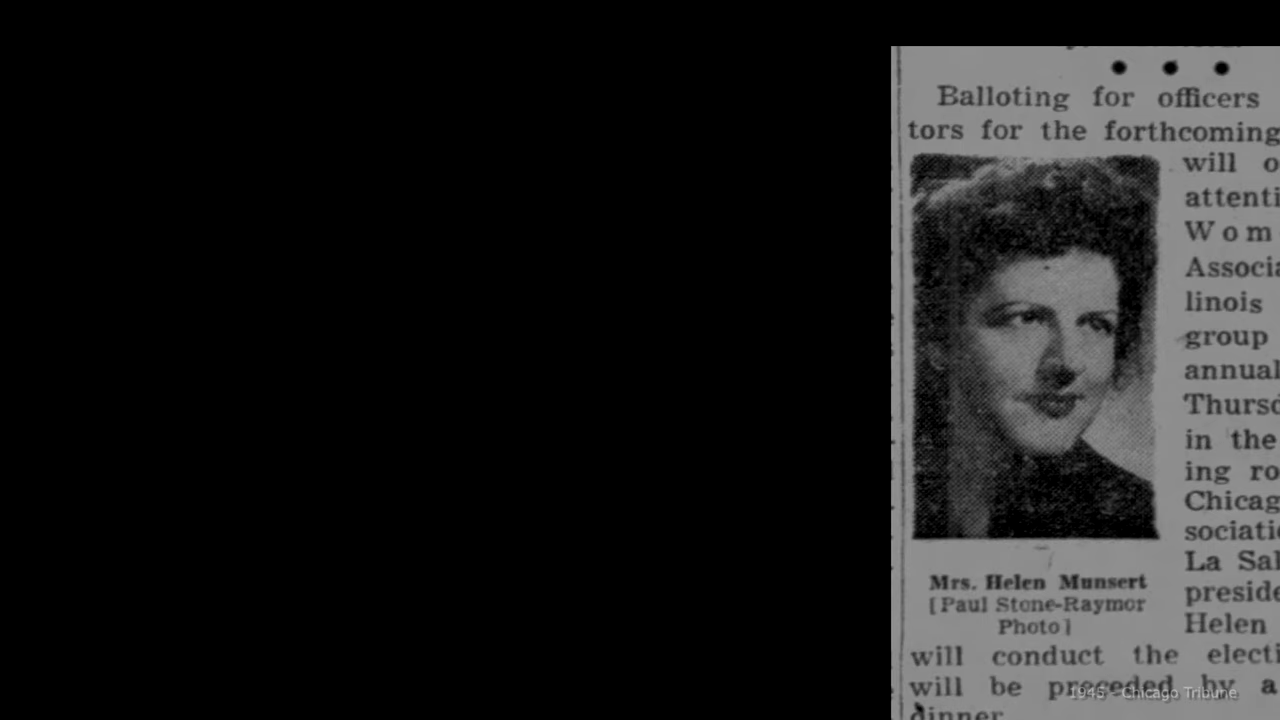 Balloting for officers
tors for the forthcoming
will o
attenti
Wom
Associa
linois
group
annual
Thursd
in the
ing ro
Chicag
sociatio
La Sal
preside
Helen
Mrs. Helen Munsert
[Paul Stone-Raymor
Photo]
will conduct the electi
will be preceded by a
dinner
1945 - Chicago Tribune